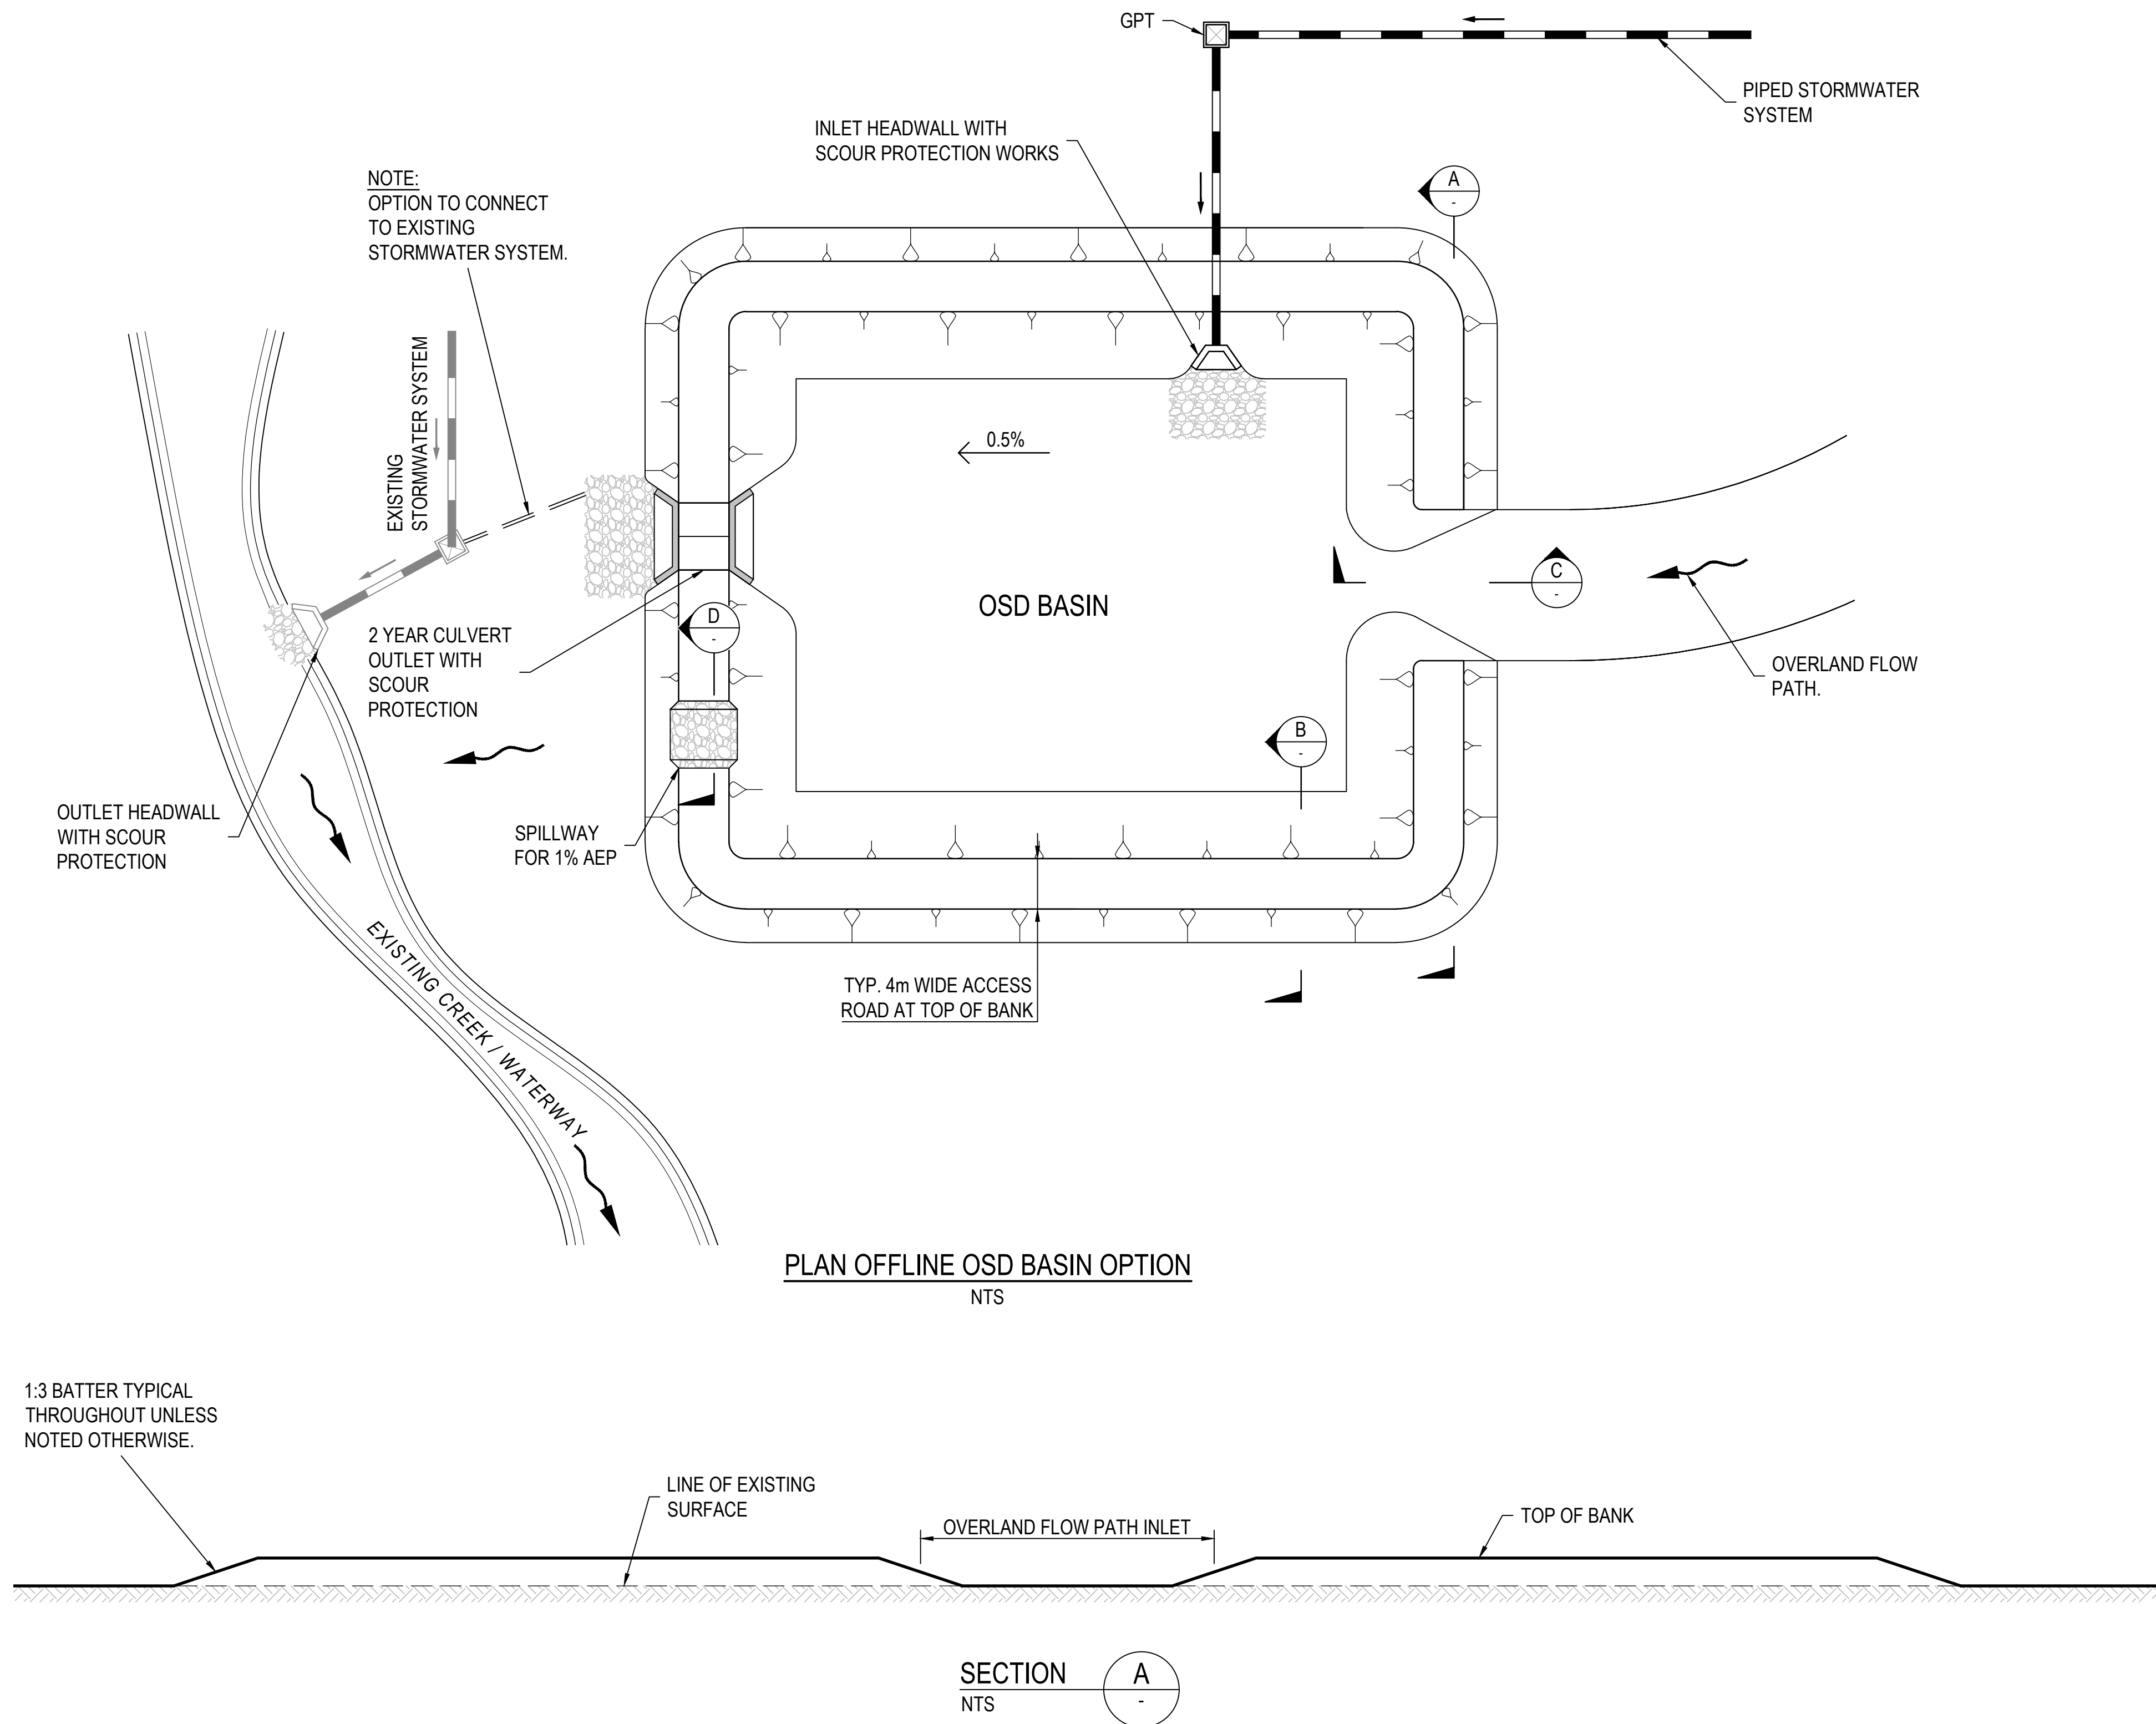 GPT
PIPED STORMWATER
SYSTEM
INLET HEADWALL WITH
SCOUR PROTECTION WORKS
NOTE:
OPTION TO CONNECT
TO EXISTING
STORMWATER SYSTEM.
A
-
EXISTING
STORMWATER SYSTEM
0.5%
C
-
OSD BASIN
2 YEAR CULVERT
OUTLET WITH
SCOUR
PROTECTION
D
-
OVERLAND FLOW
PATH.
B
-
OUTLET HEADWALL
WITH SCOUR
PROTECTION
SPILLWAY
FOR 1% AEP
EXISTING CREEK / WATERWAY
TYP. 4m WIDE ACCESS
ROAD AT TOP OF BANK
PLAN OFFLINE OSD BASIN OPTION
NTS
1:3 BATTER TYPICAL
THROUGHOUT UNLESS
NOTED OTHERWISE.
LINE OF EXISTING
SURFACE
OVERLAND FLOW PATH INLET
TOP OF BANK
SECTION
NTS
A
-